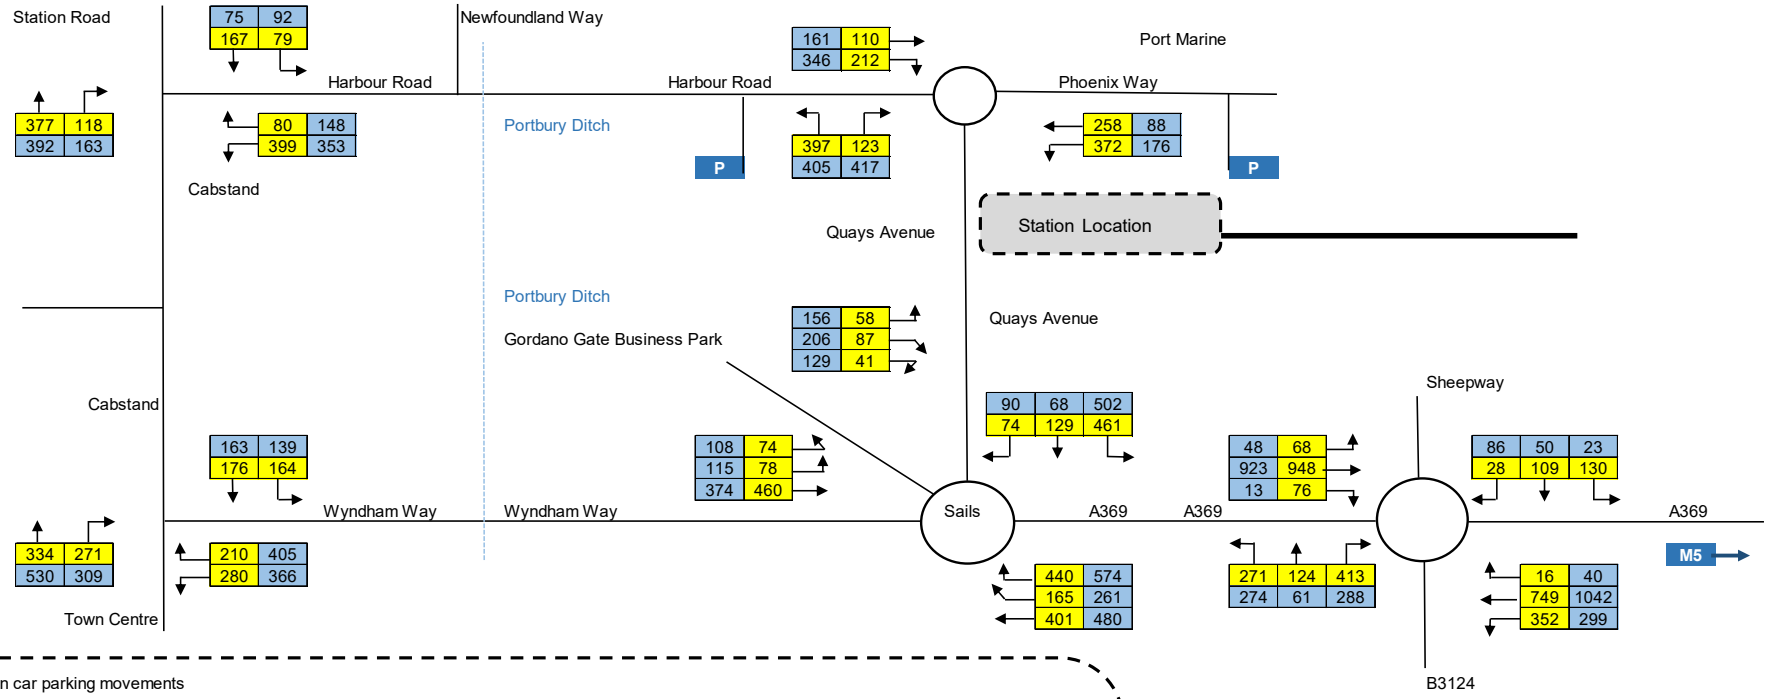 Station Road
75 92
167 79
Newfoundland Way
161 110
346 212
Port Marine
Harbour Road
Harbour Road
Phoenix Way
377 118
392 163
80 148
399 353
Portbury Ditch
P
397 123
405 417
258 88
372 176
P
Cabstand
Quays Avenue
Station Location
Portbury Ditch
Gordano Gate Business Park
156 58
206 87
129 41
Quays Avenue
Sheepway
Cabstand
90 68 502
74 129 461
163 139
176 164
108 74
115 78
374 460
48 68
923 948
13 76
86 50 23
28 109 130
Wyndham Way
Wyndham Way
Sails
A369
A369
A369
334 271
530 309
210 405
280 366
M5
440 574
165 261
401 480
271 124 413
274 61 288
16 40
749 1042
352 299
Town Centre
n car parking movements
B3124